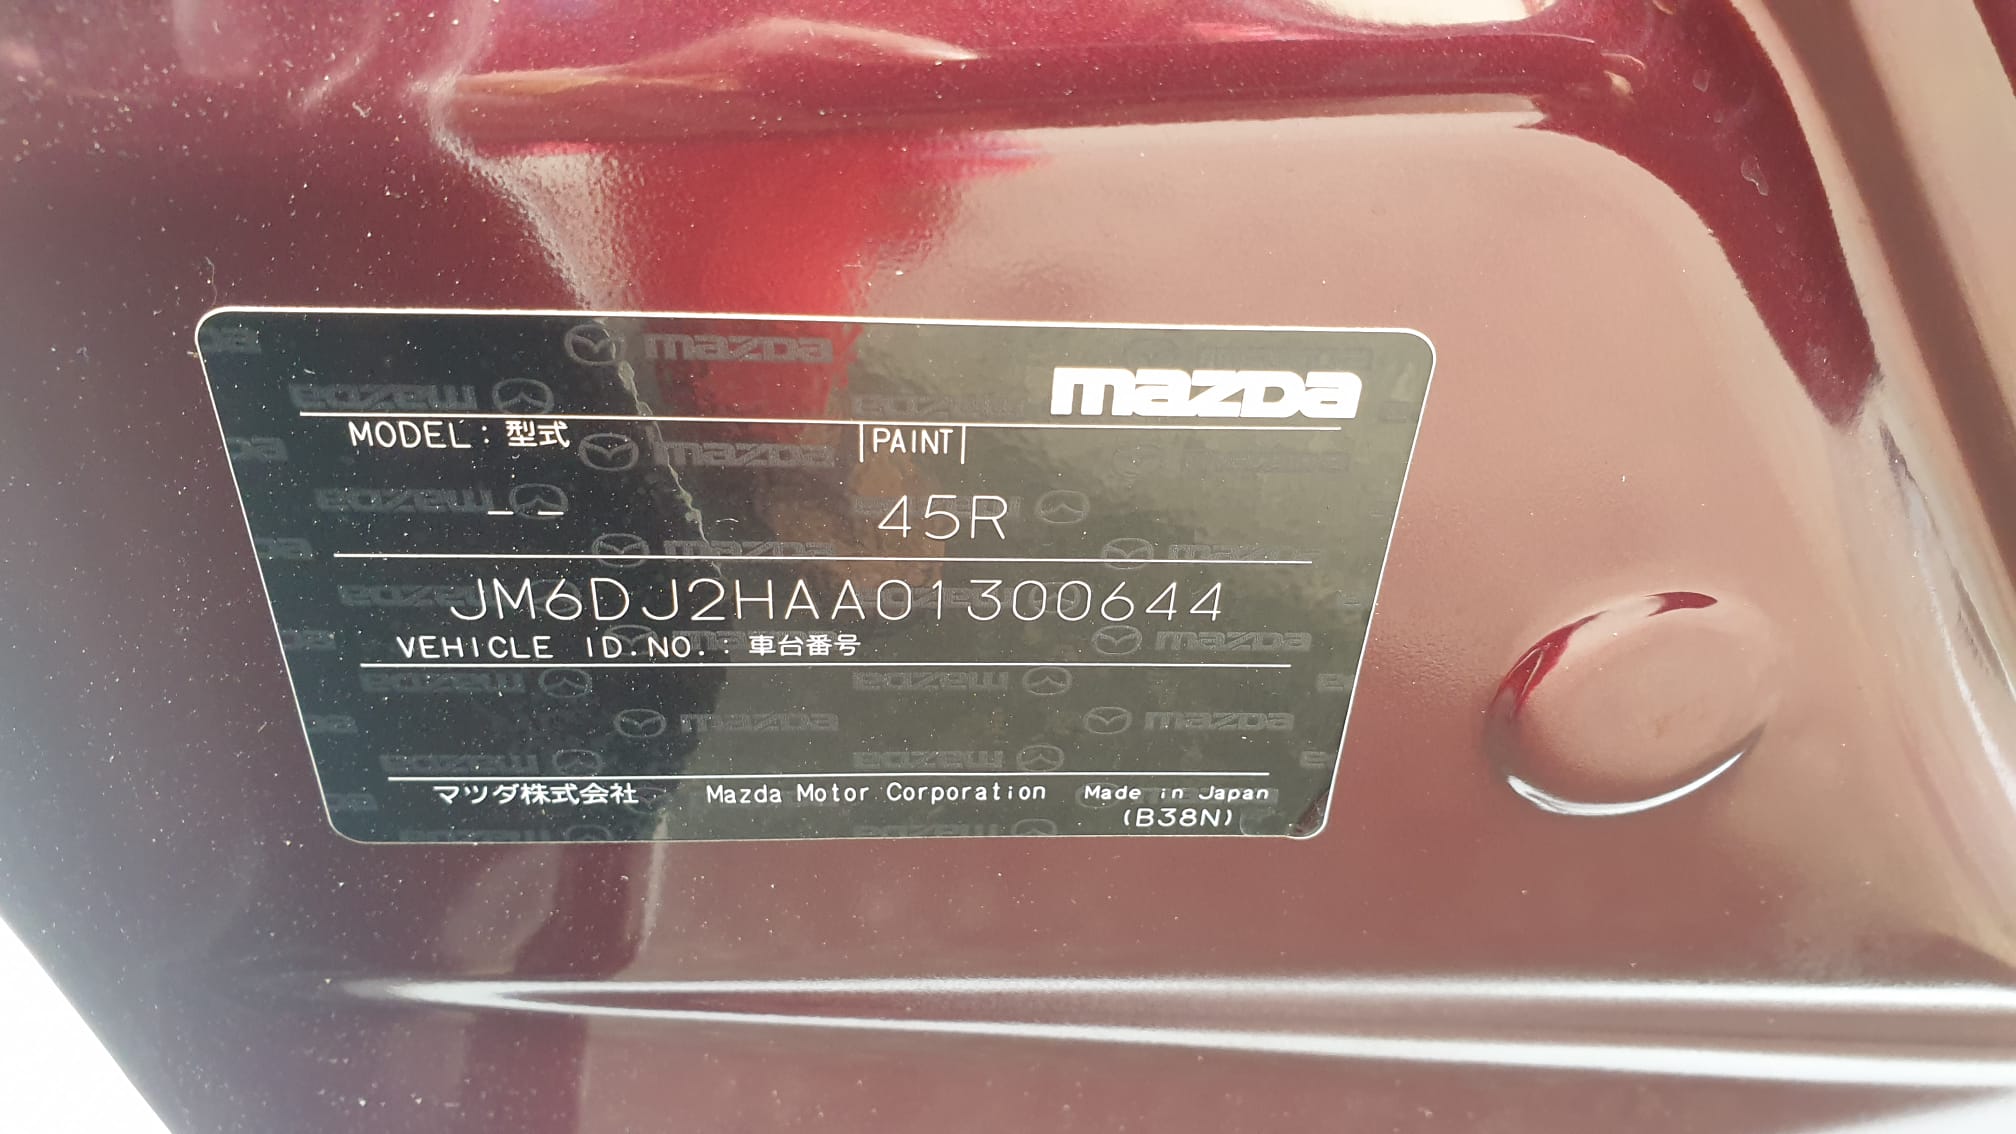 mazda
MODEL：型式 |PAINT|
— — 45R
JM6DJ2HAA01300644
VEHICLE ID.NO.：車台番号
マツダ株式会社 Mazda Motor Corporation Made in Japan
(B38N)